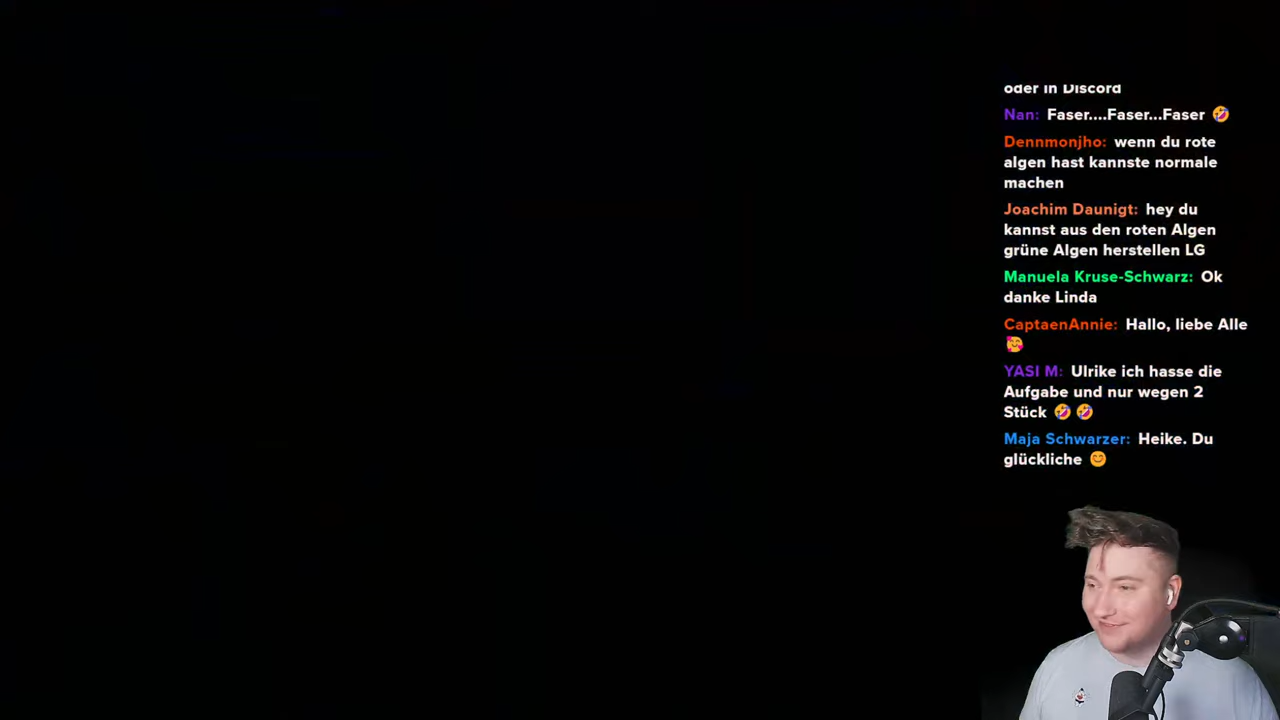 oder in Discord
Nan: Faser....Faser...Faser 🤣
Dennmonjho: wenn du rote
algen hast kannste normale
machen
Joachim Daunigt: hey du
kannst aus den roten Algen
grüne Algen herstellen LG
Manuela Kruse-Schwarz: Ok
danke Linda
CaptaenAnnie: Hallo, liebe Alle
🥰
YASI M: Ulrike ich hasse die
Aufgabe und nur wegen 2
Stück 🤣 🤣
Maja Schwarzer: Heike. Du
glückliche 😊